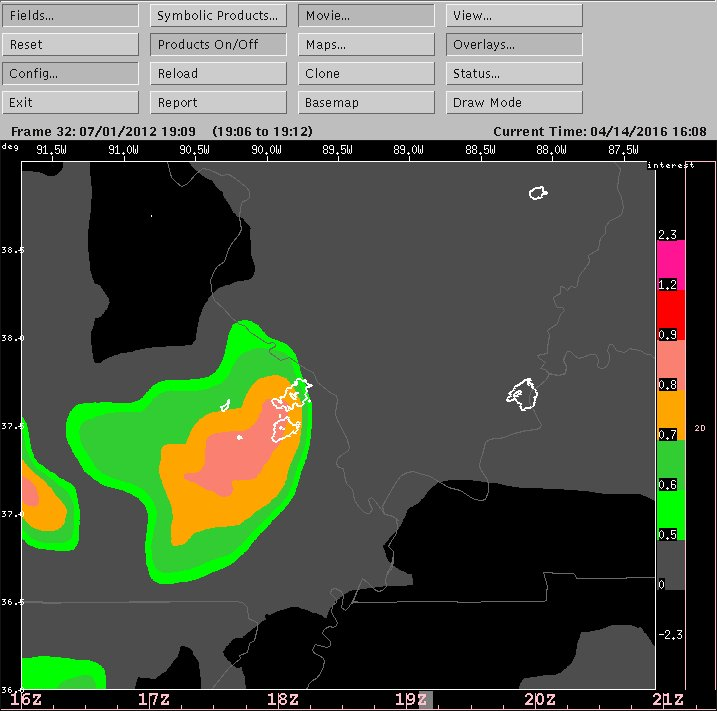 Fields... Symbolic Products... Movie... View...
Reset Products On/Off Maps... Overlays...
Config... Reload Clone Status...
Exit Report Basemap Draw Mode
Frame 32: 07/01/2012 19:09 (19:06 to 19:12) Current Time: 04/14/2016 16:08
deg 91.5W 91.0W 90.5W 90.0W 89.5W 89.0W 88.5W 88.0W 87.5W
interest
2.3
38.5
1.2
38.0 0.9
0.8
37.5 0.7 2D
0.6
37.0 0.5
0
36.5
-2.3
36.
16Z 17Z 18Z 19Z 20Z 21Z